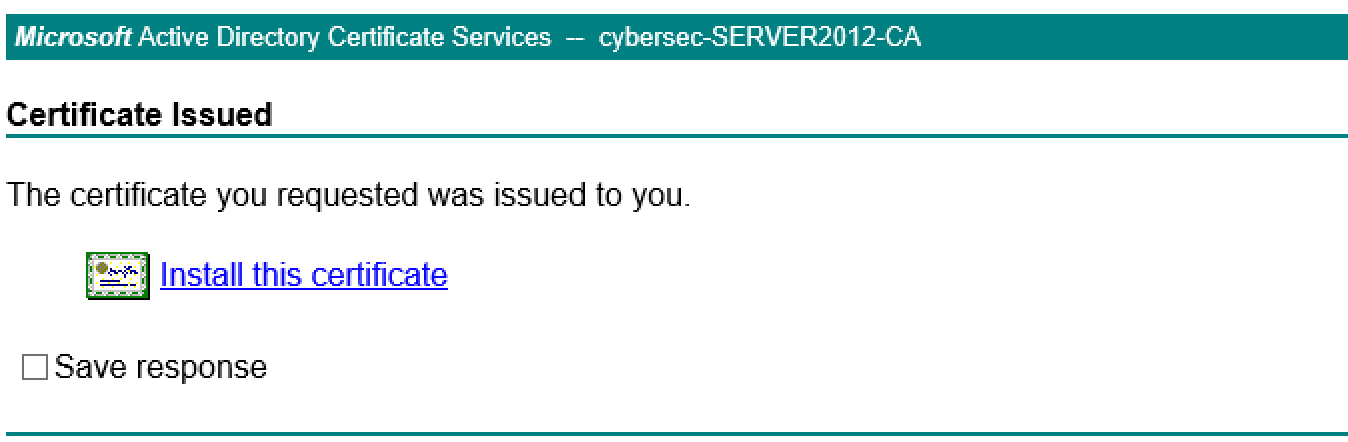 Microsoft Active Directory Certificate Services -- cybersec-SERVER2012-CA
Certificate Issued
The certificate you requested was issued to you.
Install this certificate
Save response